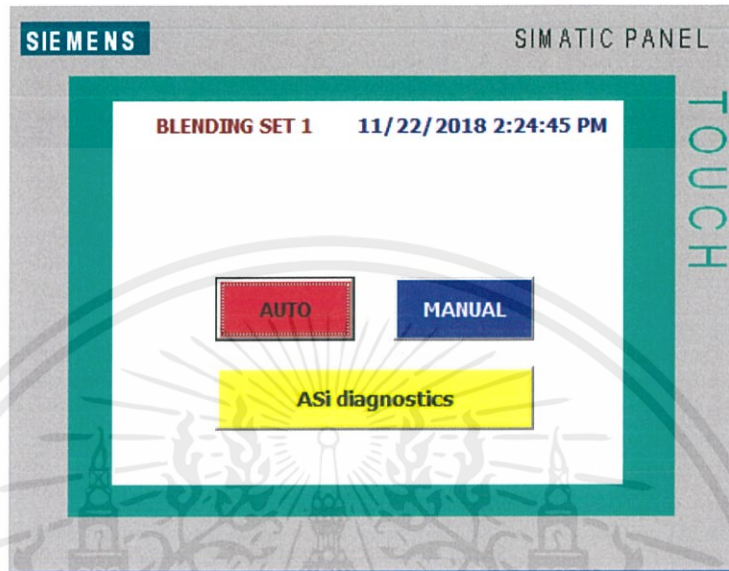 SIEMENS SIMATIC PANEL
TOUCH
BLENDING SET 1 11/22/2018 2:24:45 PM
AUTO MANUAL
ASi diagnostics